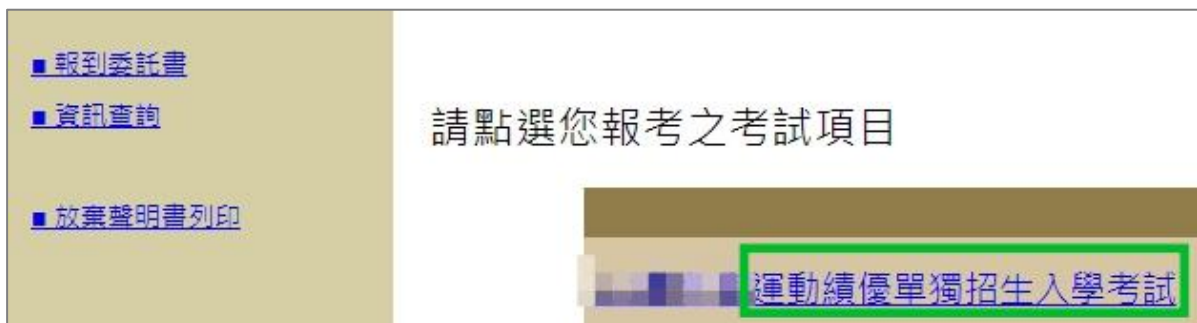 ■ 報到委託書
■ 資訊查詢
■ 放棄聲明書列印
請點選您報考之考試項目
運動績優單獨招生入學考試